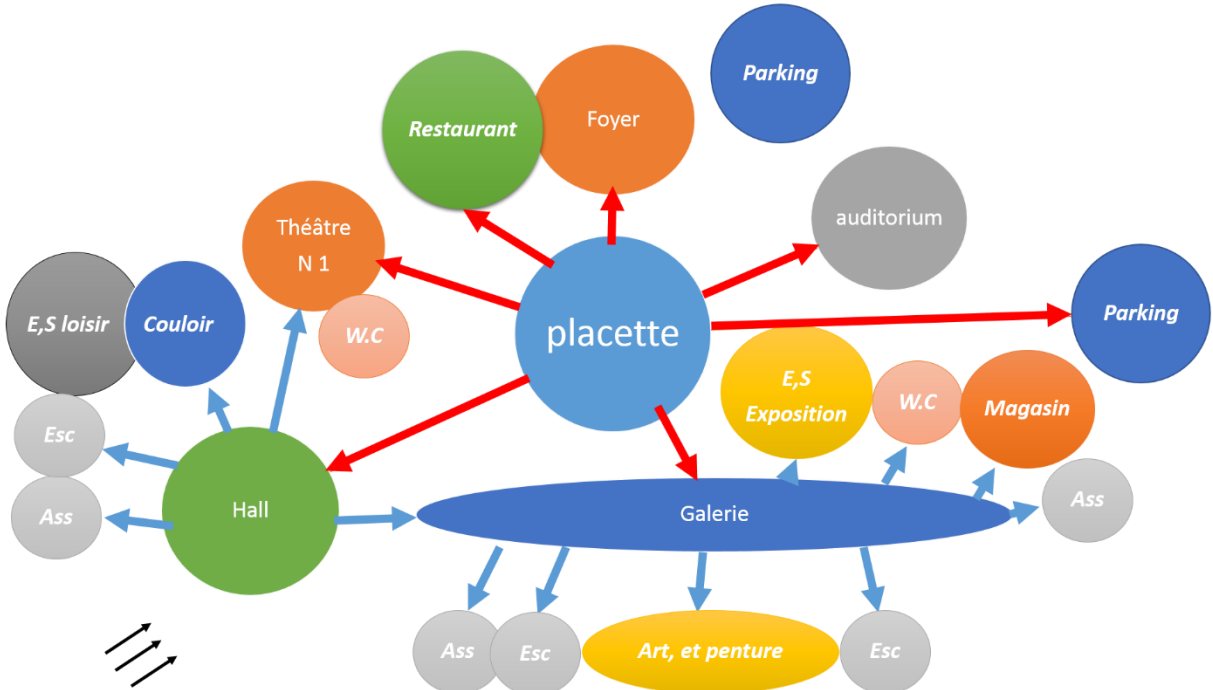 Parking
Restaurant
Foyer
auditorium
Théâtre
N 1
E,S loisir
Couloir
W.C
placette
Parking
E,S
Exposition
W.C
Magasin
Esc
Ass
Hall
Galerie
Ass
Ass
Esc
Art, et penture
Esc